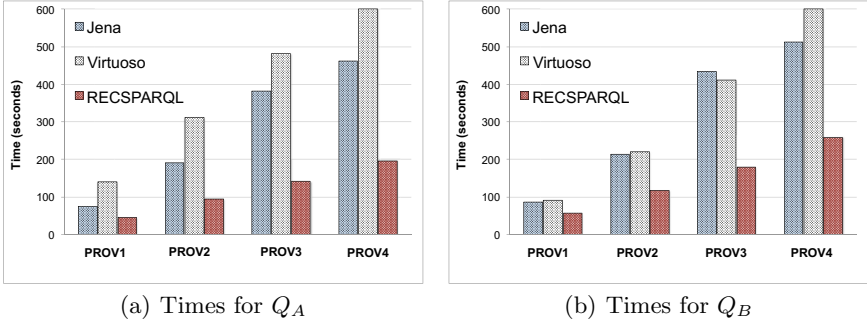 600
500
400
300
200
100
0
Time (seconds)
Jena
Virtuoso
RECSPARQL
PROV1 PROV2 PROV3 PROV4
(a) Times for Q_A
600
500
400
300
200
100
0
Time (seconds)
Jena
Virtuoso
RECSPARQL
PROV1 PROV2 PROV3 PROV4
(b) Times for Q_B